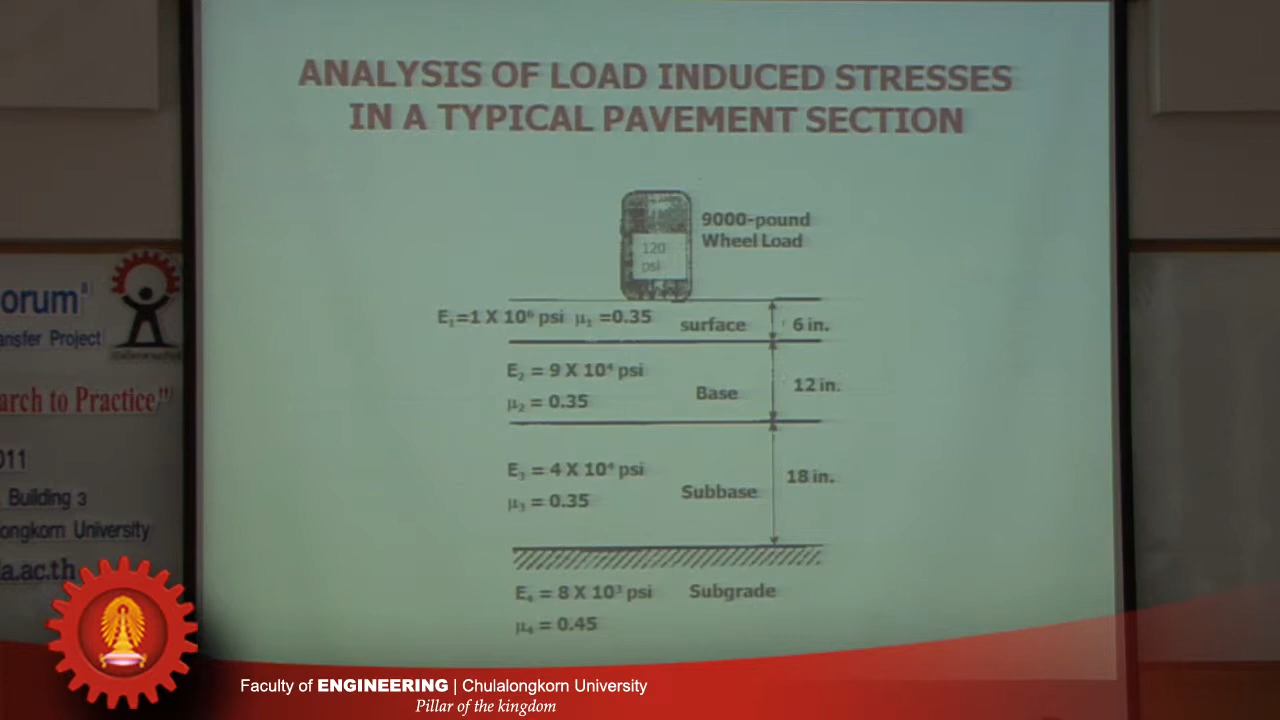 ANALYSIS OF LOAD INDUCED STRESSES
IN A TYPICAL PAVEMENT SECTION
9000-pound
Wheel Load
120
psi
E₁=1 X 10⁶ psi μ₁ =0.35
surface
6 in.
E₂ = 9 X 10⁴ psi
μ₂ = 0.35
Base
12 in.
E₃ = 4 X 10⁴ psi
μ₃ = 0.35
Subbase
18 in.
E₄ = 8 X 10³ psi
Subgrade
μ₄ = 0.45
orum
nsfer Project
arch to Practice"
011
Building 3
ongkorn University
a.ac.th
Faculty of ENGINEERING | Chulalongkorn University
Pillar of the kingdom